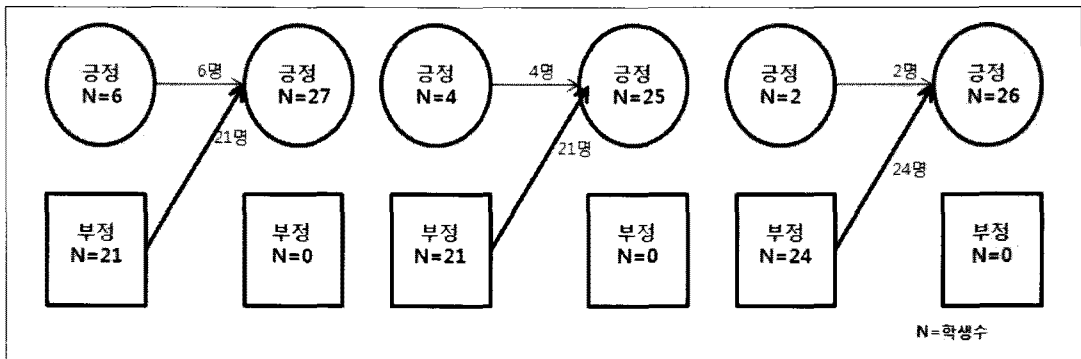 긍정
N=6
6명
긍정
N=27
21명
부정
N=21
부정
N=0
긍정
N=4
4명
긍정
N=25
21명
부정
N=21
부정
N=0
긍정
N=2
2명
긍정
N=26
24명
부정
N=24
부정
N=0
N=학생수